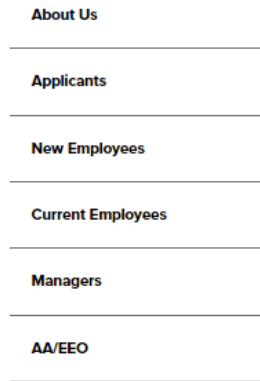 About Us
Applicants
New Employees
Current Employees
Managers
AA/EEO